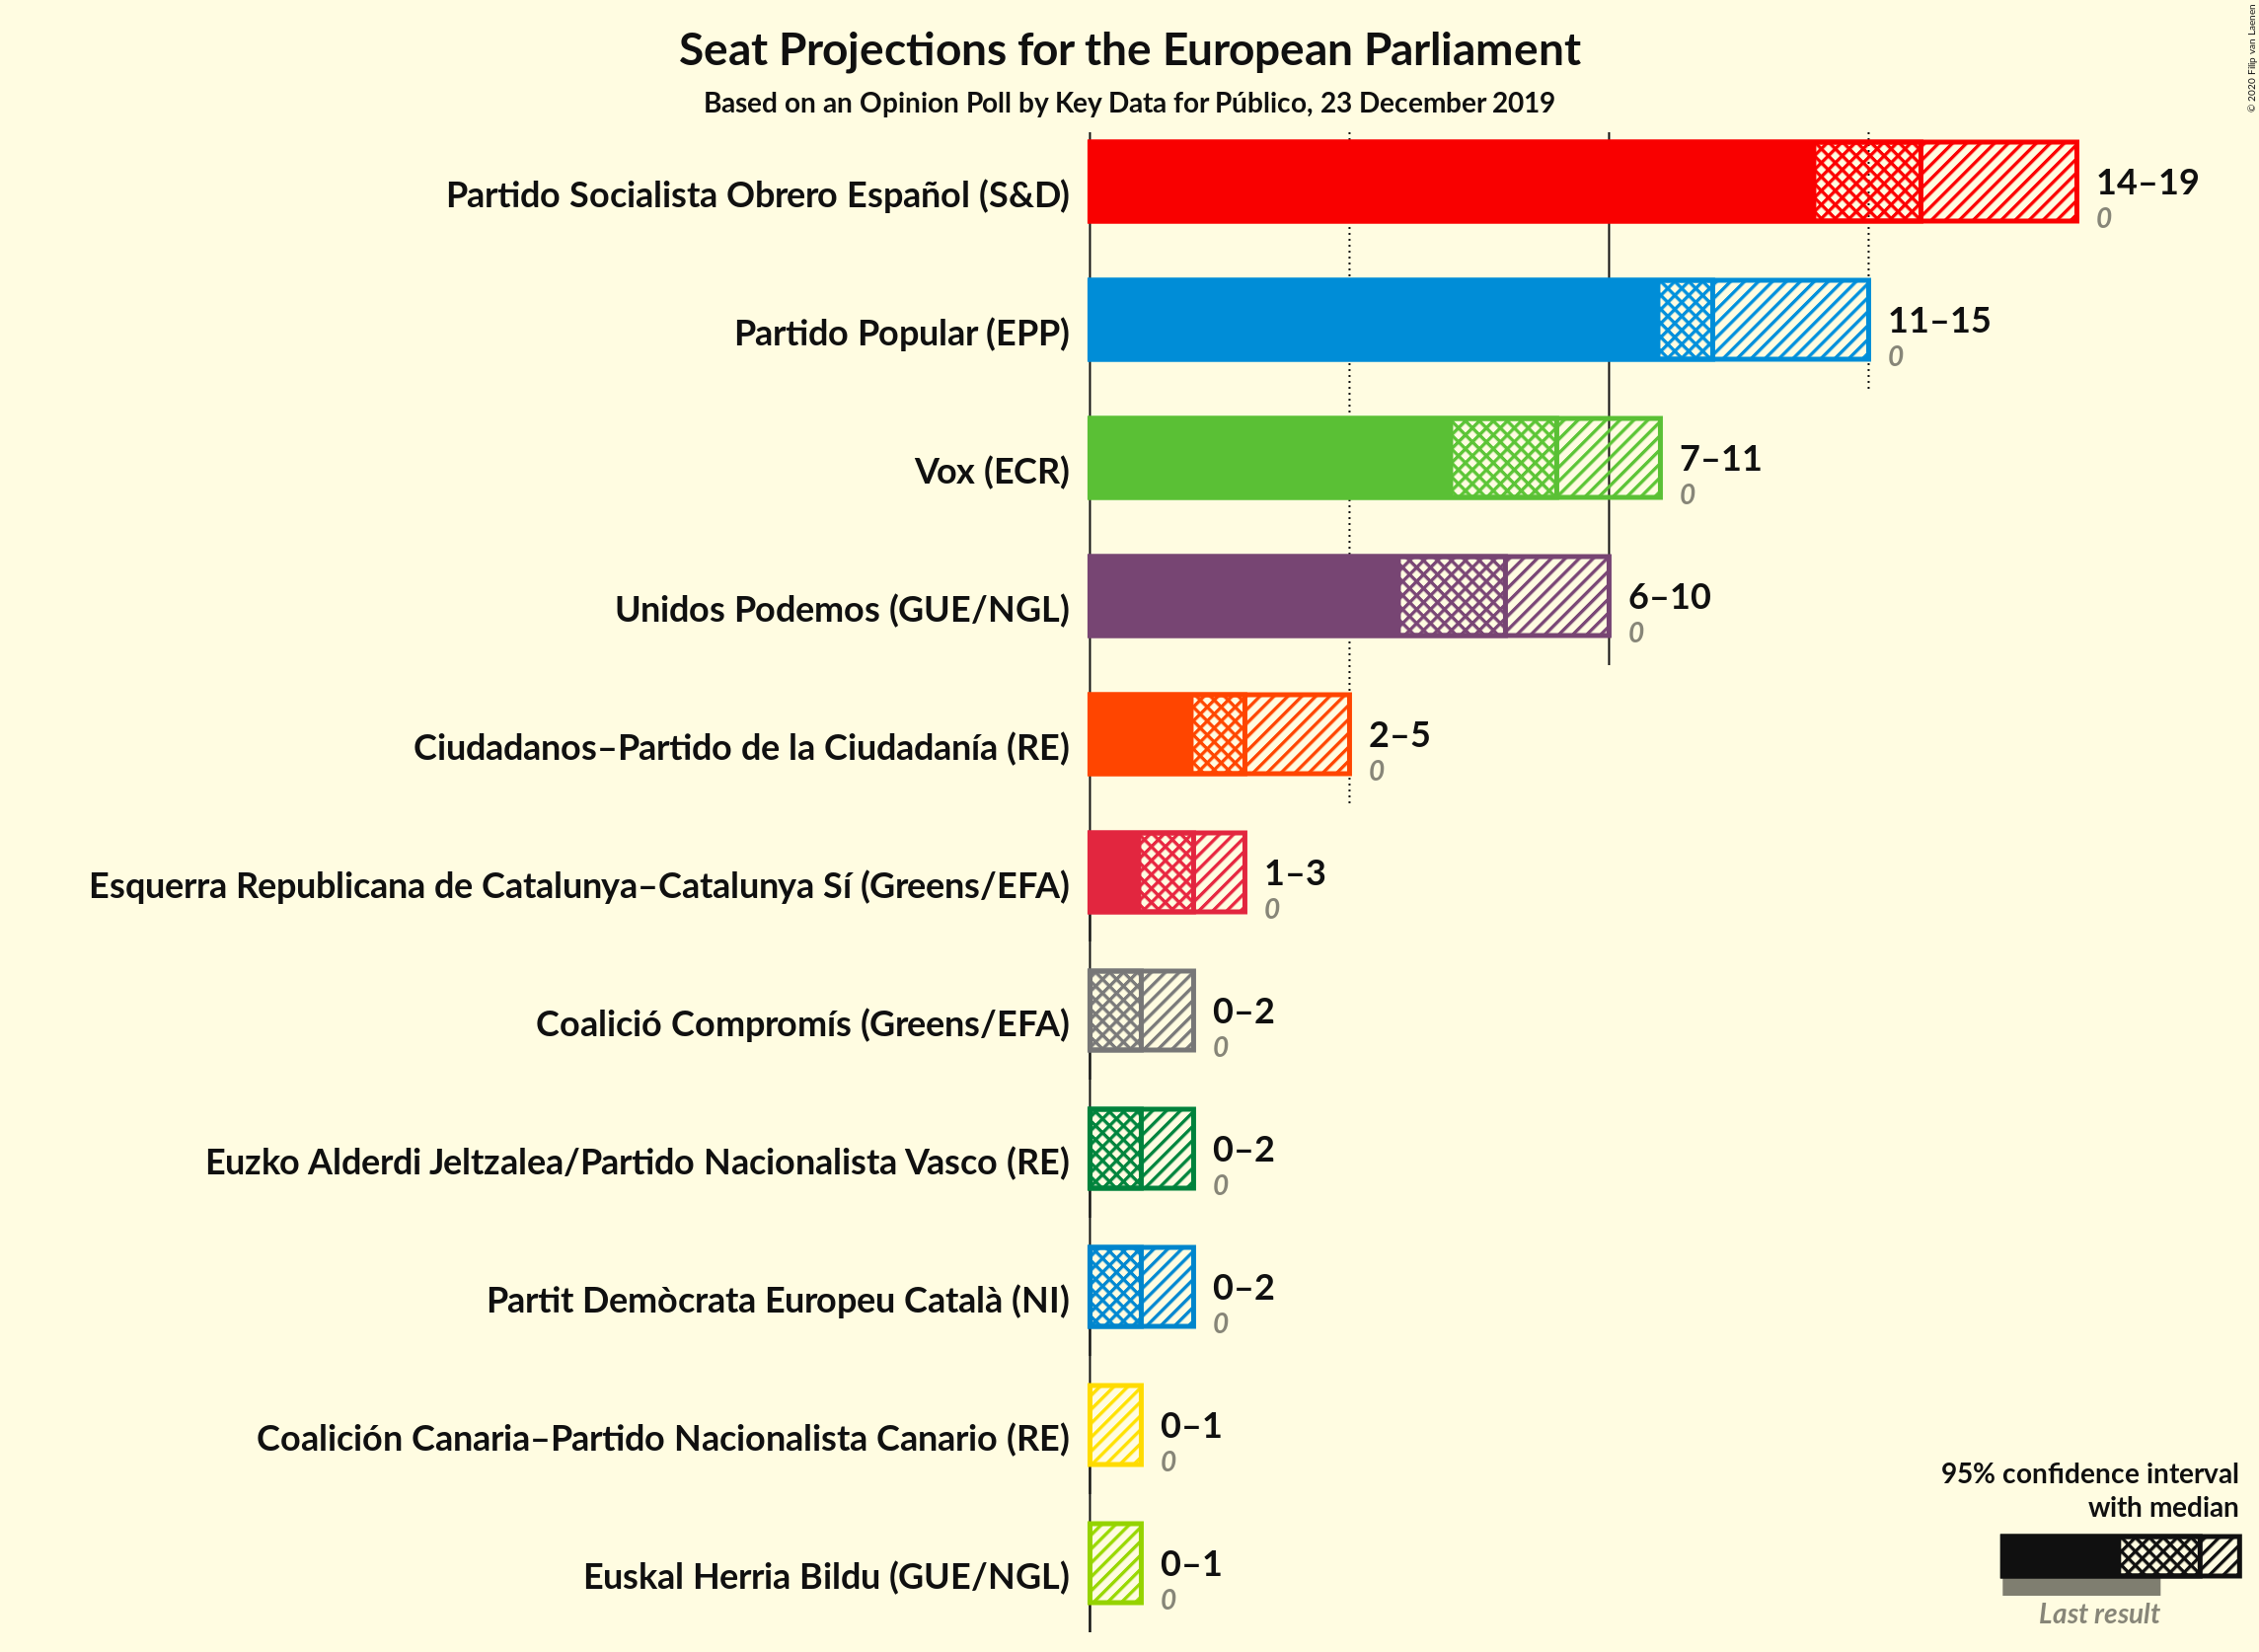 Seat Projections for the European Parliament
Based on an Opinion Poll by Key Data for Público, 23 December 2019
© 2020 Filip van Laenen
Partido Socialista Obrero Español (S&D)
14–19
0
Partido Popular (EPP)
11–15
0
Vox (ECR)
7–11
0
Unidos Podemos (GUE/NGL)
6–10
0
Ciudadanos–Partido de la Ciudadanía (RE)
2–5
0
Esquerra Republicana de Catalunya–Catalunya Sí (Greens/EFA)
1–3
0
Coalició Compromís (Greens/EFA)
0–2
0
Euzko Alderdi Jeltzalea/Partido Nacionalista Vasco (RE)
0–2
0
Partit Demòcrata Europeu Català (NI)
0–2
0
Coalición Canaria–Partido Nacionalista Canario (RE)
0–1
0
Euskal Herria Bildu (GUE/NGL)
0–1
0
95% confidence interval
with median
Last result